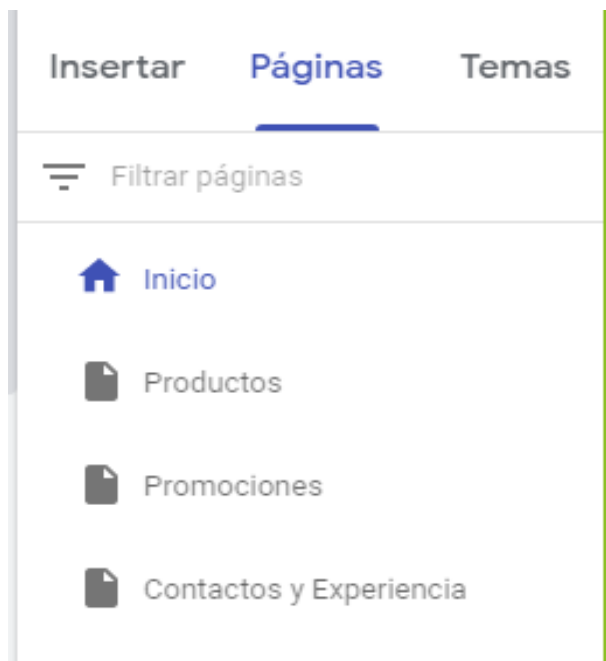 Insertar Páginas Temas
Filtrar páginas
Inicio
Productos
Promociones
Contactos y Experiencia